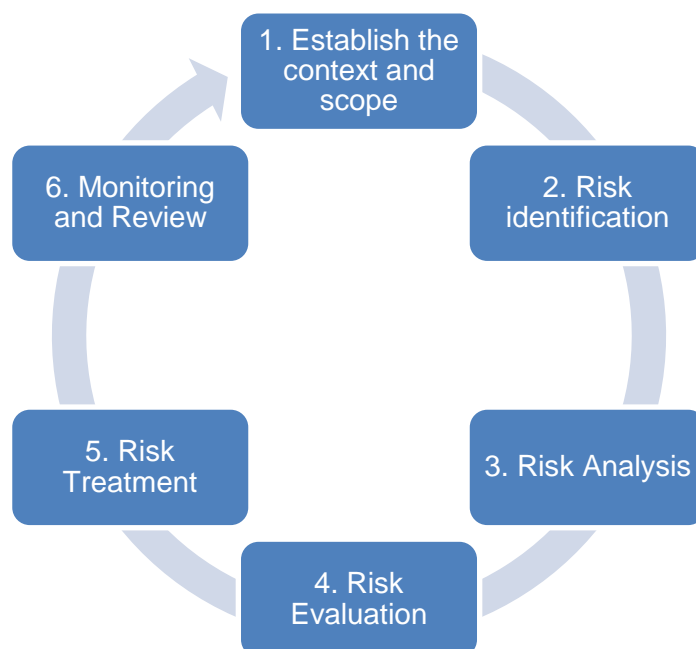 1. Establish the
context and
scope
2. Risk
identification
3. Risk Analysis
4. Risk
Evaluation
5. Risk
Treatment
6. Monitoring
and Review